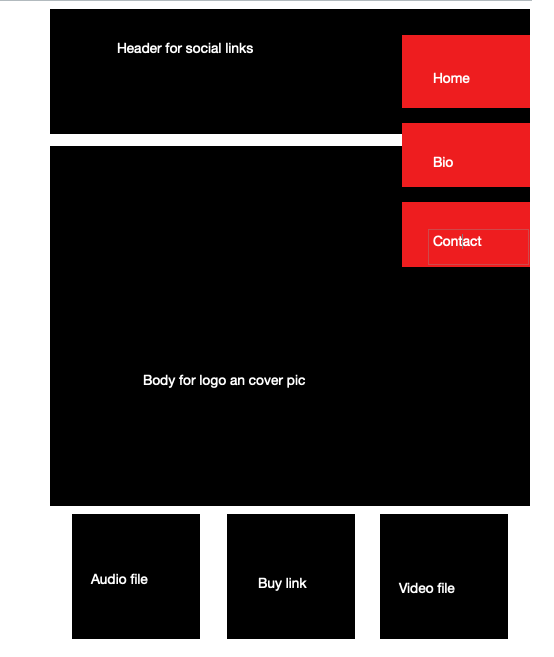 Header for social links
Home
Bio
Contact
Body for logo an cover pic
Audio file
Buy link
Video file